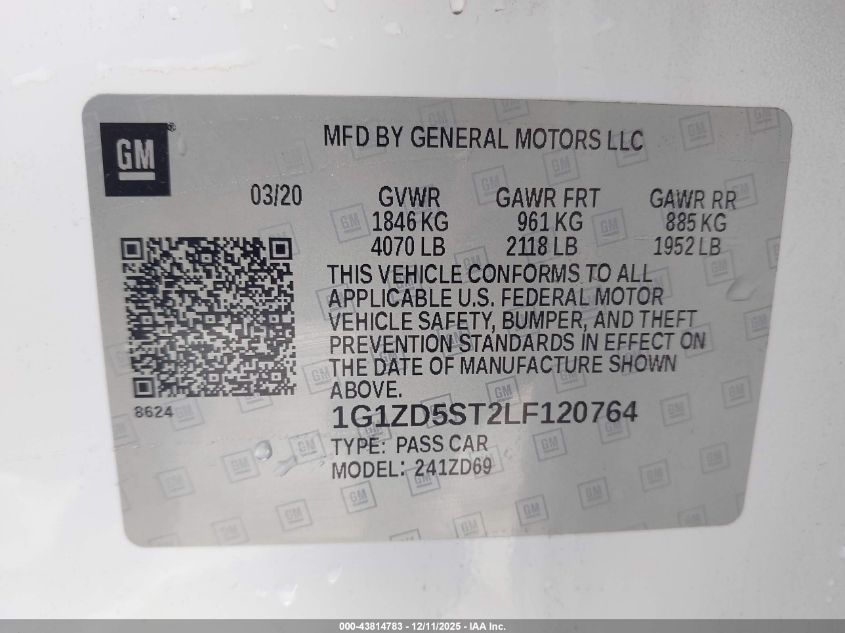 GM®
MFD BY GENERAL MOTORS LLC
03/20 GVWR GAWR FRT GAWR RR
1846 KG 961 KG 885 KG
4070 LB 2118 LB 1952 LB
THIS VEHICLE CONFORMS TO ALL
APPLICABLE U.S. FEDERAL MOTOR
VEHICLE SAFETY, BUMPER, AND THEFT
PREVENTION STANDARDS IN EFFECT ON
THE DATE OF MANUFACTURE SHOWN
ABOVE.
8624
1G1ZD5ST2LF120764
TYPE: PASS CAR
MODEL: 241ZD69
000-43814783 - 12/11/2025 - IAA Inc.